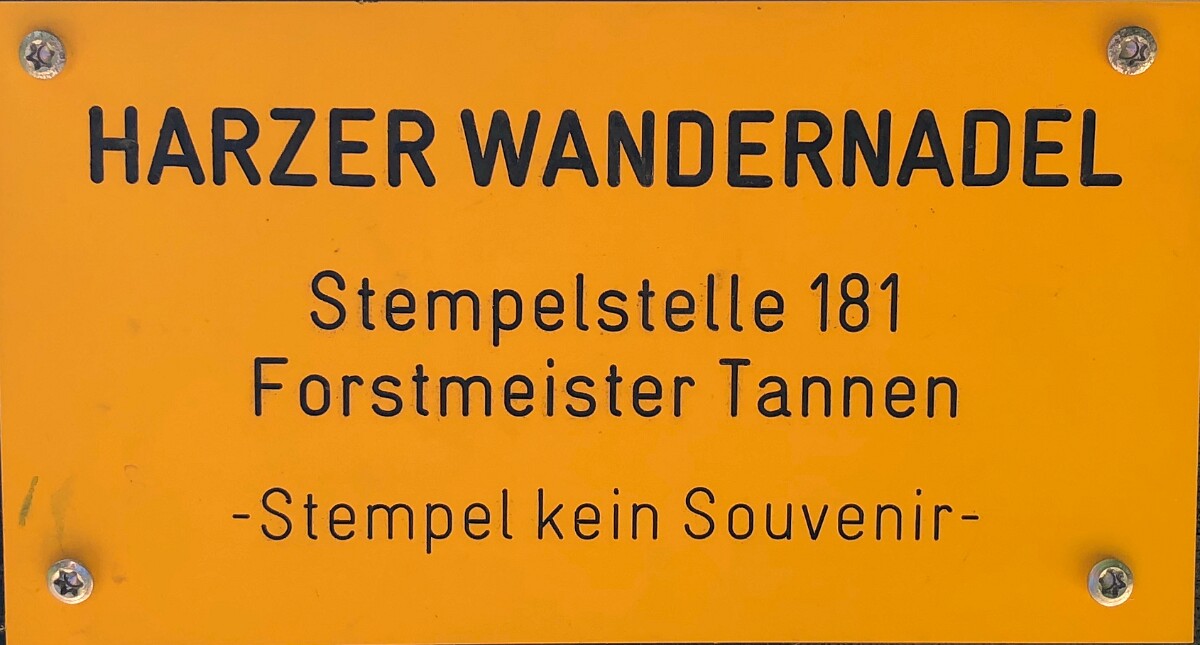 HARZER WANDERNADEL
Stempelstelle 181
Forstmeister Tannen
-Stempel kein Souvenir-